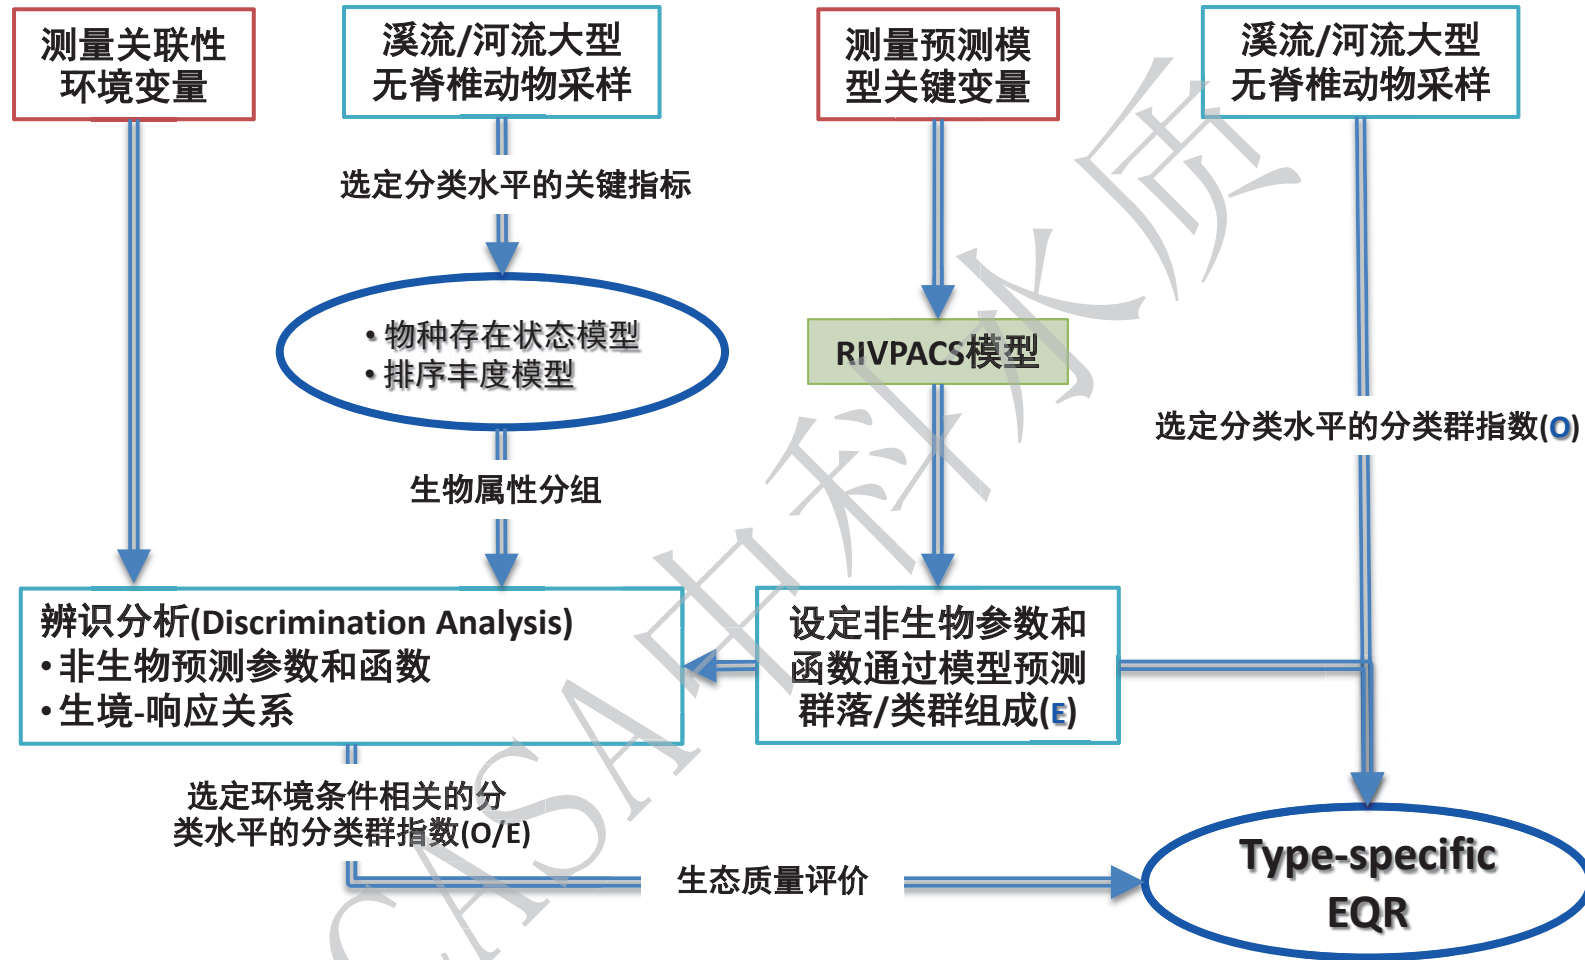 测量关联性
环境变量
溪流/河流大型
无脊椎动物采样
测量预测模
型关键变量
溪流/河流大型
无脊椎动物采样
选定分类水平的关键指标
• 物种存在状态模型
• 排序丰度模型
RIVPACS模型
选定分类水平的分类群指数(O)
生物属性分组
辨识分析(Discrimination Analysis)
• 非生物预测参数和函数
• 生境-响应关系
设定非生物参数和
函数通过模型预测
群落/类群组成(E)
选定环境条件相关的分
类水平的分类群指数(O/E)
生态质量评价
Type-specific
EQR
CASA中科水质